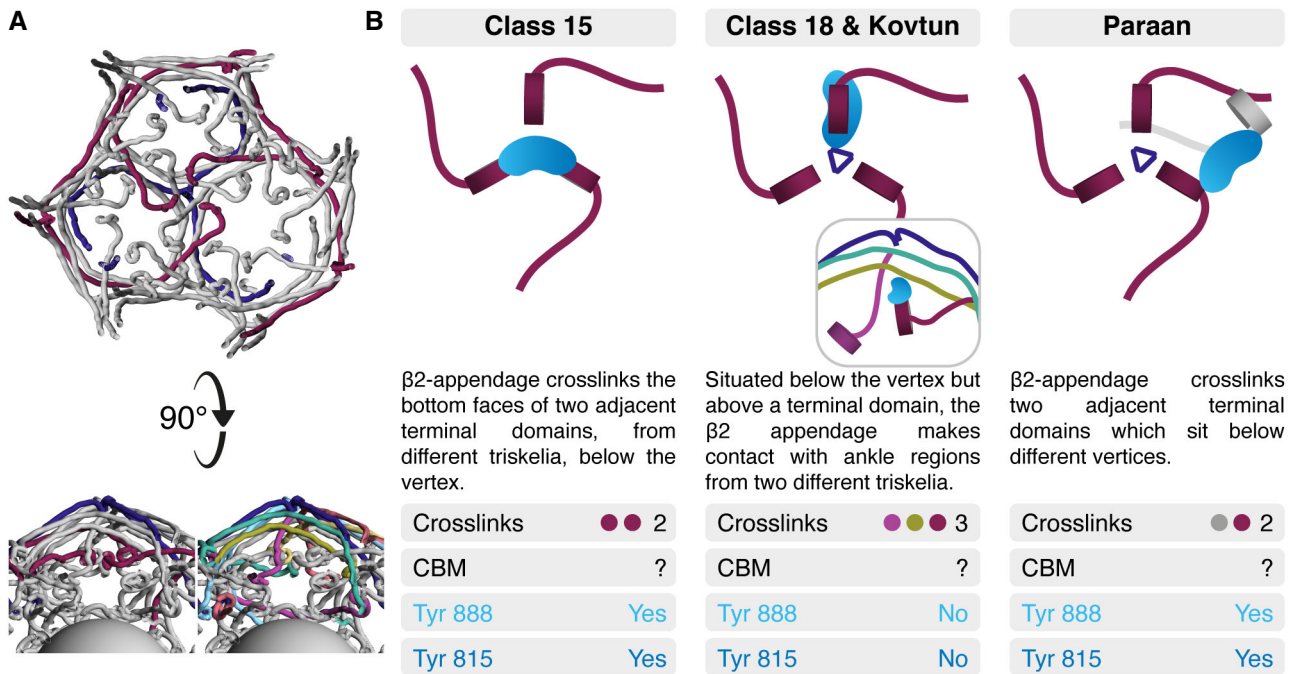 A
B
Class 15
Class 18 & Kovtun
Paraan
90°
β2-appendage crosslinks the
bottom faces of two adjacent
terminal domains, from
different triskelia, below the
vertex.
Situated below the vertex but
above a terminal domain, the
β2 appendage makes
contact with ankle regions
from two different triskelia.
β2-appendage crosslinks
two adjacent terminal
domains which sit below
different vertices.
Crosslinks 2
CBM ?
Tyr 888 Yes
Tyr 815 Yes
Crosslinks 3
CBM ?
Tyr 888 No
Tyr 815 No
Crosslinks 2
CBM ?
Tyr 888 Yes
Tyr 815 Yes